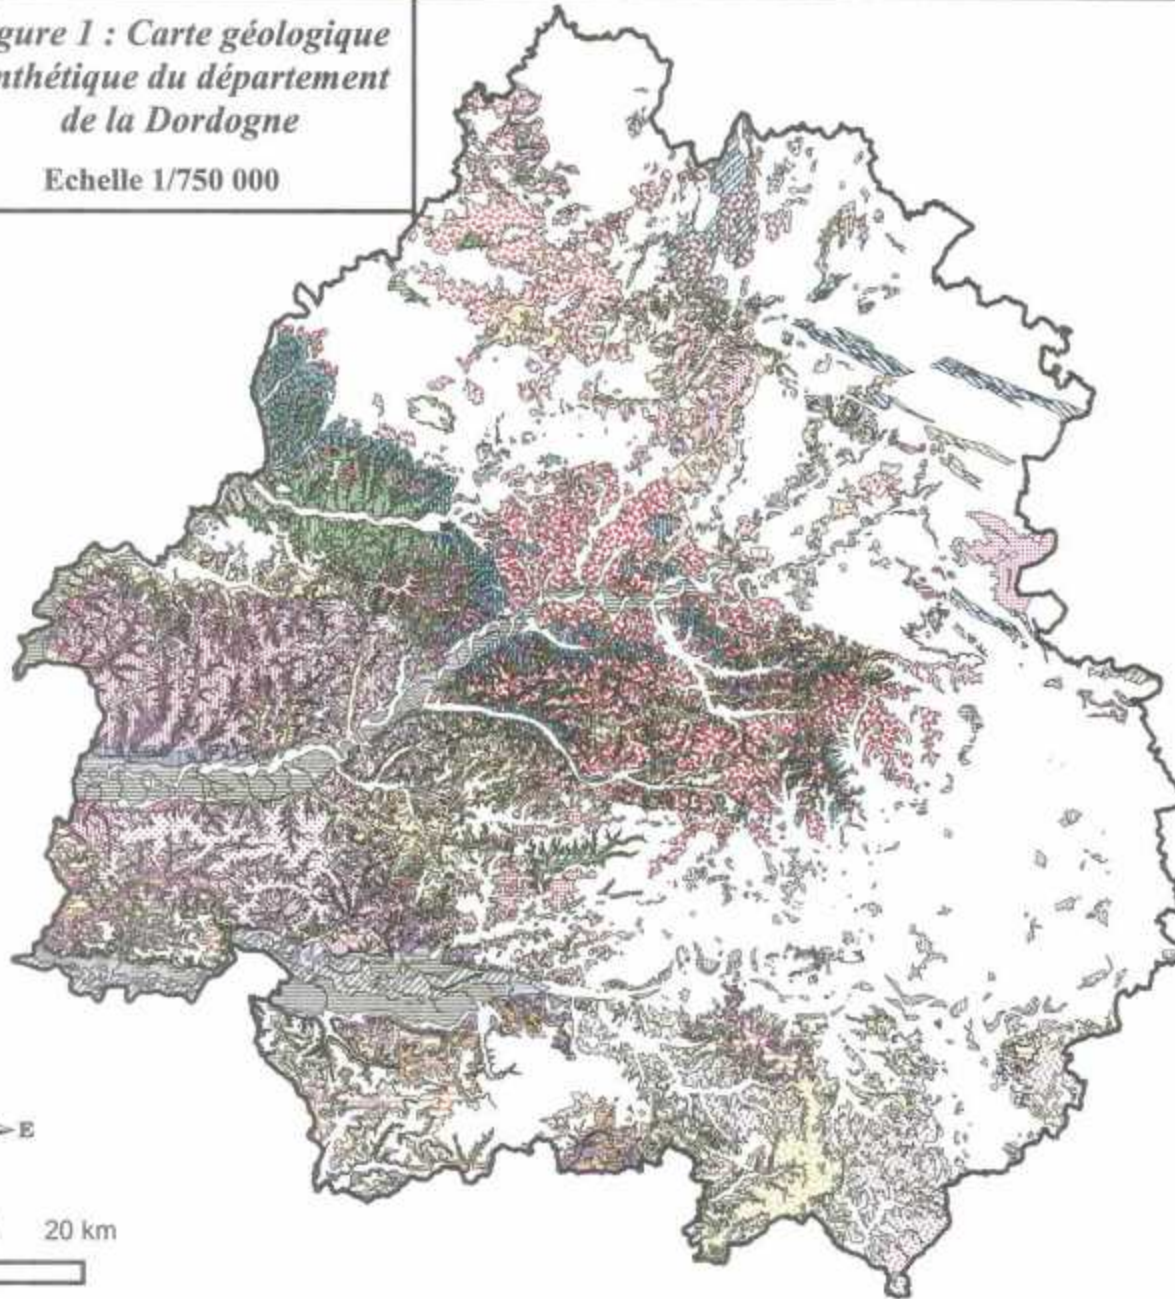 gure 1 : Carte géologique
nthétique du département
de la Dordogne
Echelle 1/750 000
E
20 km